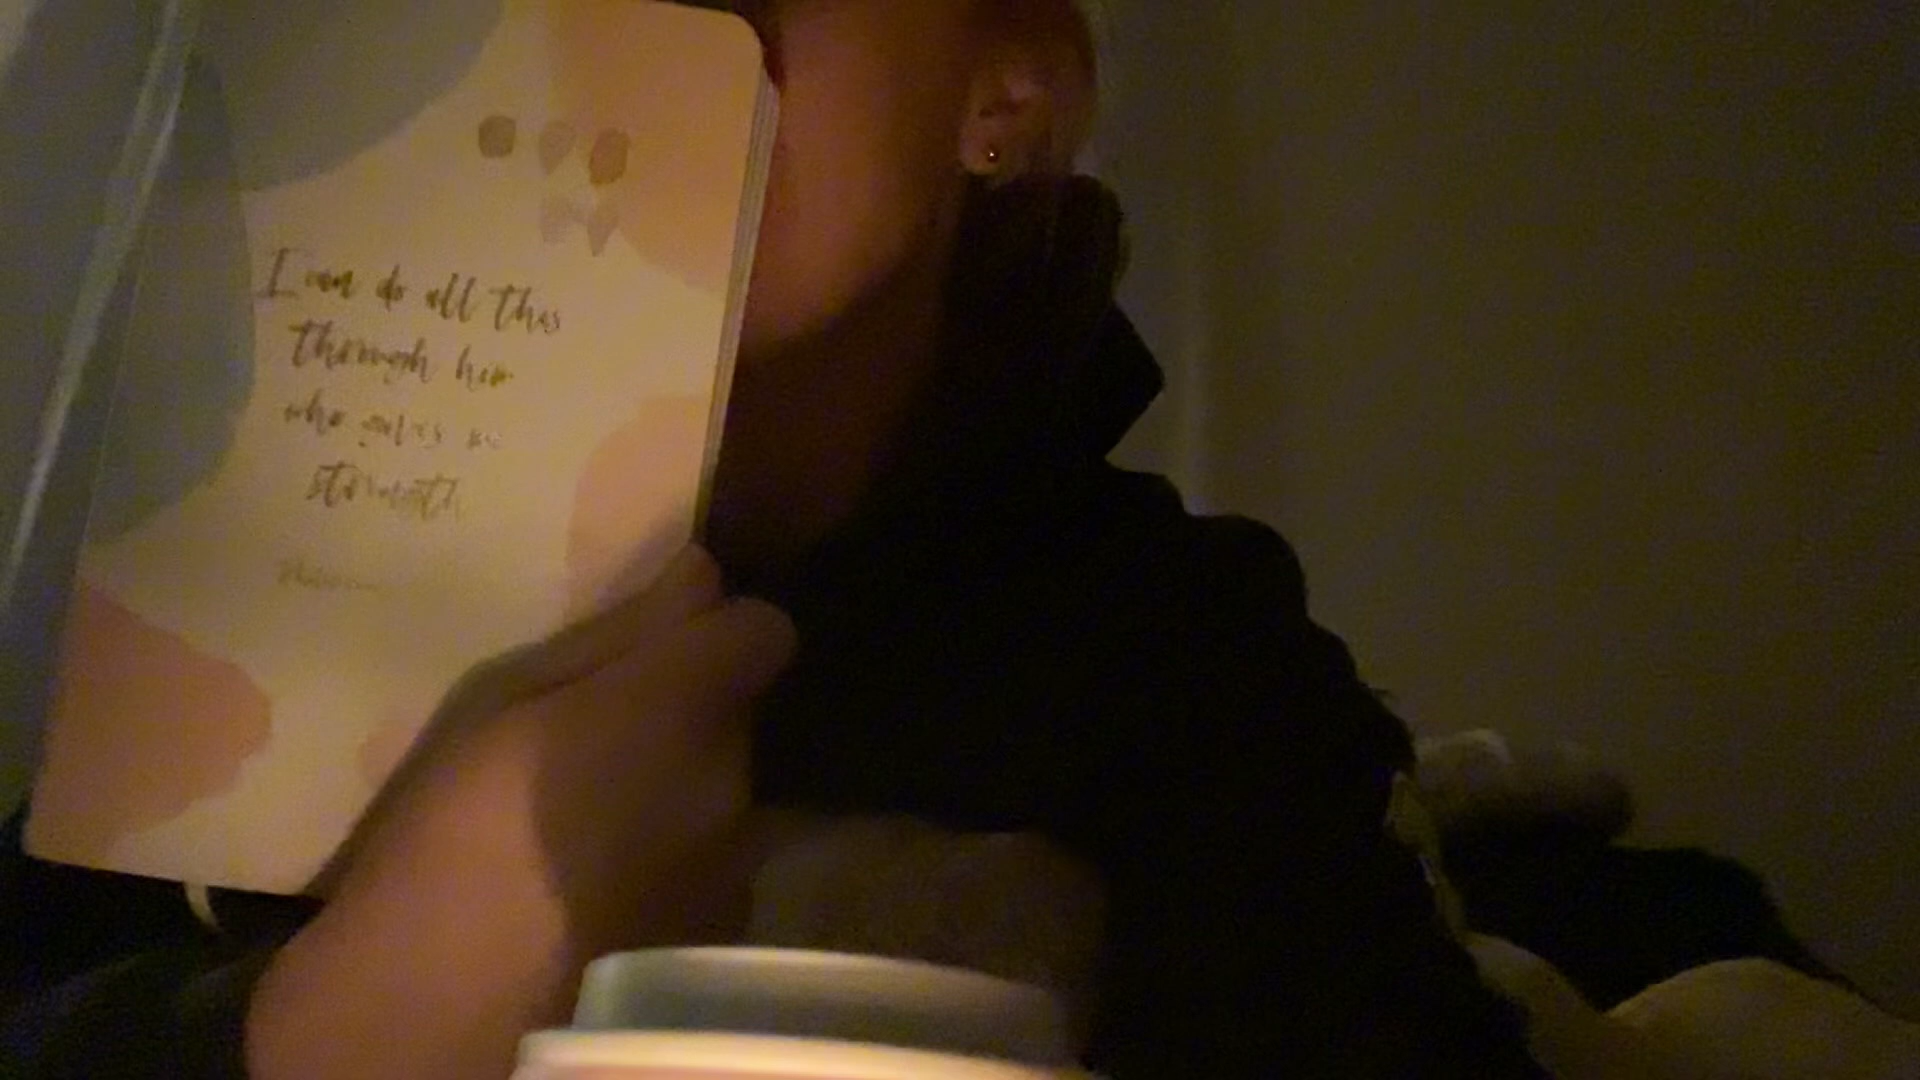 I can do all this
through him
who gives me
strength